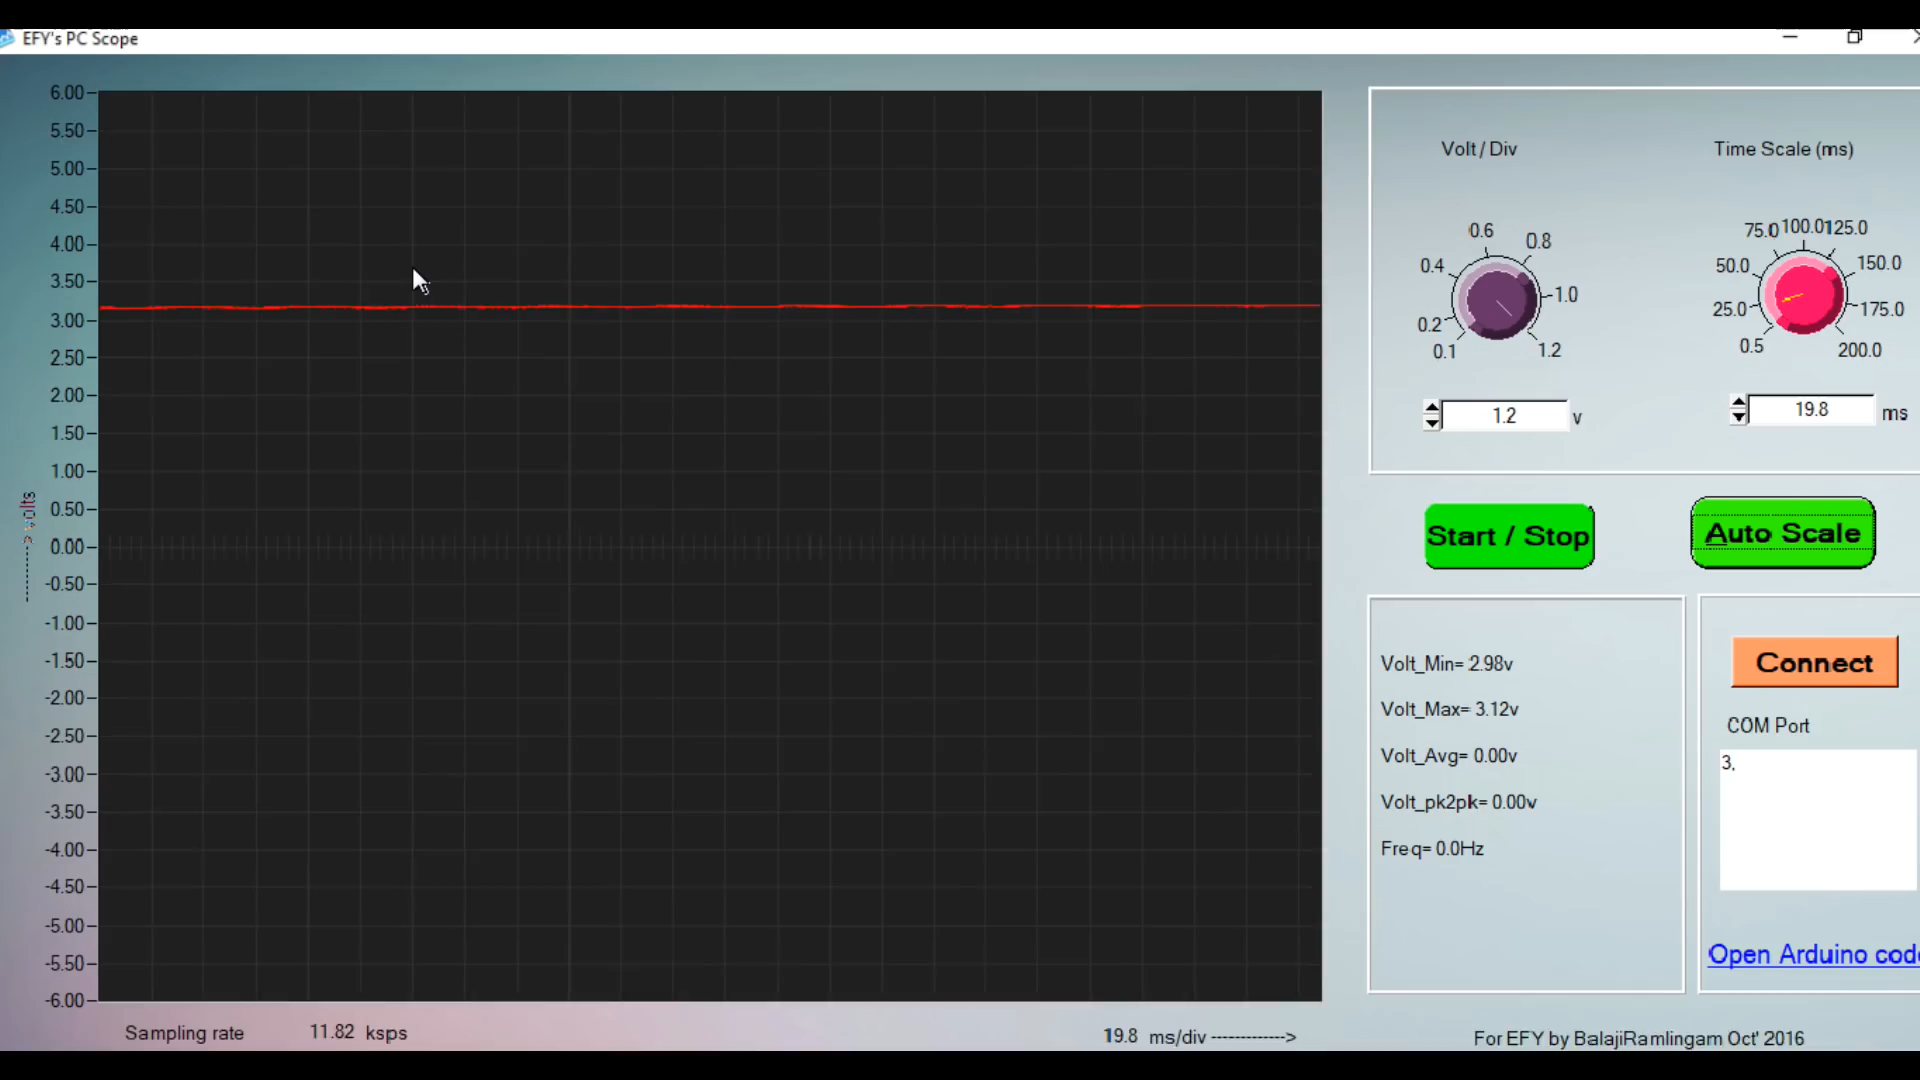 EFY's PC Scope
6.00
5.50
5.00
4.50
4.00
3.50
3.00
2.50
2.00
1.50
1.00
0.50
0.00
-0.50
-1.00
-1.50
-2.00
-2.50
-3.00
-3.50
-4.00
-4.50
-5.00
-5.50
-6.00
--------> volts
Sampling rate 11.82 ksps
19.8 ms/div ------------->
Volt / Div
0.1
0.2
0.4
0.6
0.8
1.0
1.2
1.2 v
Time Scale (ms)
0.5
25.0
50.0
75.0
100.0
125.0
150.0
175.0
200.0
19.8 ms
Start / Stop
Auto Scale
Volt_Min= 2.98v
Volt_Max= 3.12v
Volt_Avg= 0.00v
Volt_pk2pk= 0.00v
Freq= 0.0Hz
Connect
COM Port
3,
Open Arduino code
For EFY by BalajiRamlingam Oct' 2016